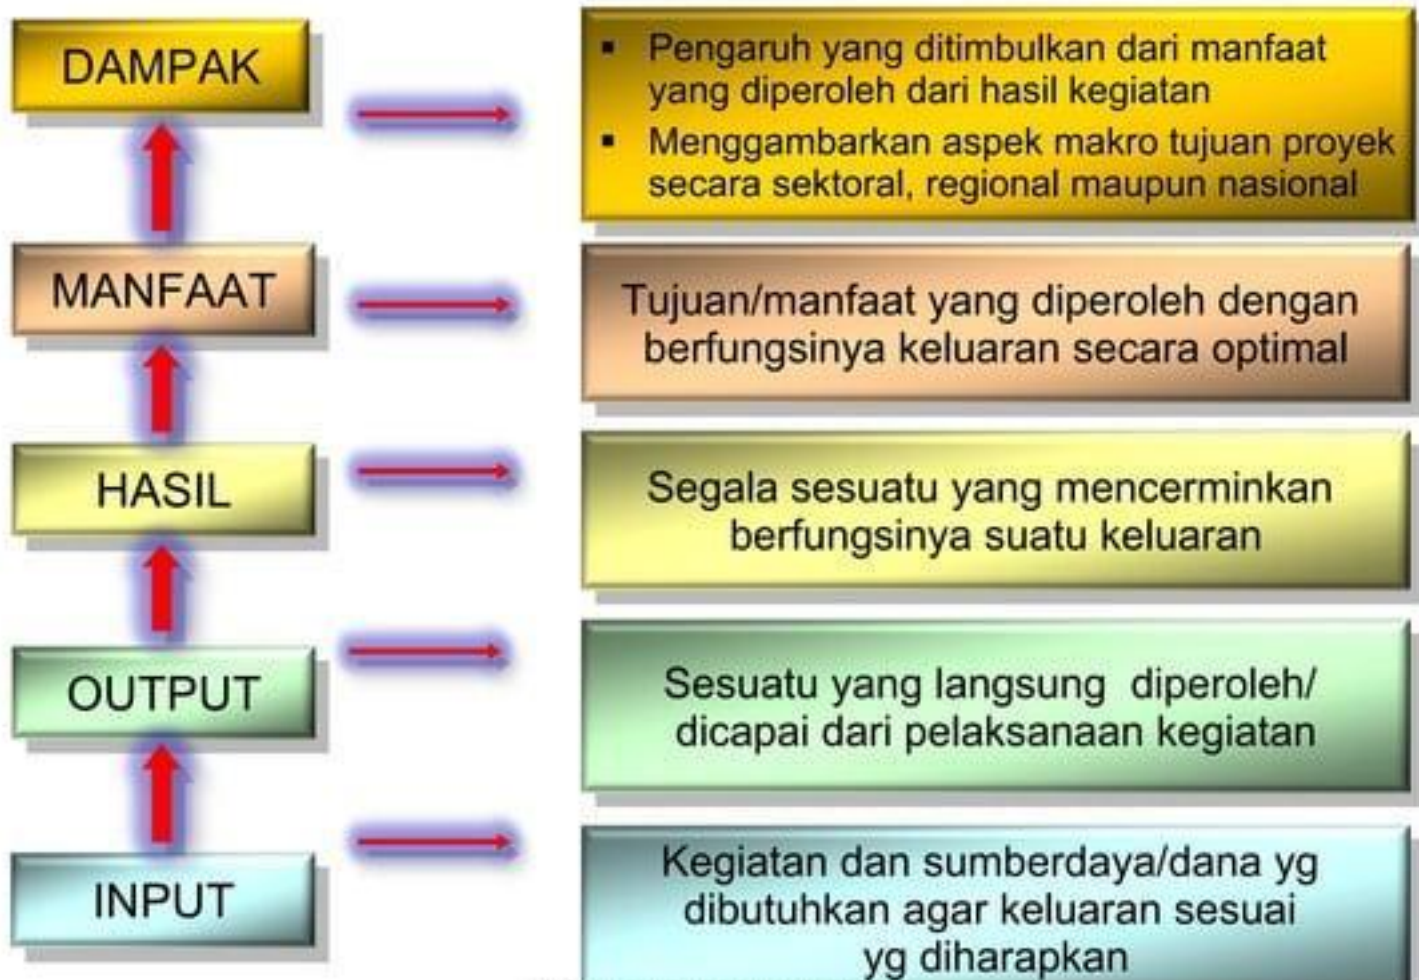 DAMPAK
▪ Pengaruh yang ditimbulkan dari manfaat
yang diperoleh dari hasil kegiatan
▪ Menggambarkan aspek makro tujuan proyek
secara sektoral, regional maupun nasional
MANFAAT
Tujuan/manfaat yang diperoleh dengan
berfungsinya keluaran secara optimal
HASIL
Segala sesuatu yang mencerminkan
berfungsinya suatu keluaran
OUTPUT
Sesuatu yang langsung diperoleh/
dicapai dari pelaksanaan kegiatan
INPUT
Kegiatan dan sumberdaya/dana yg
dibutuhkan agar keluaran sesuai
yg diharapkan